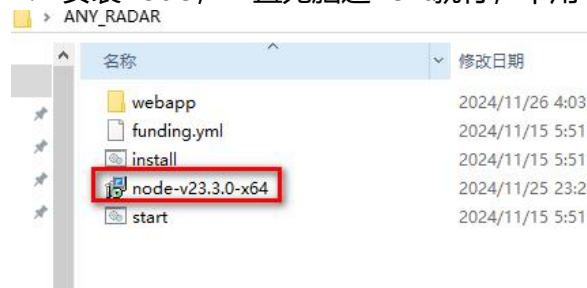 ANY_RADAR
名称 修改日期
webapp 2024/11/26 4:03
funding.yml 2024/11/15 5:51
install 2024/11/15 5:51
node-v23.3.0-x64 2024/11/25 23:2
start 2024/11/15 5:51